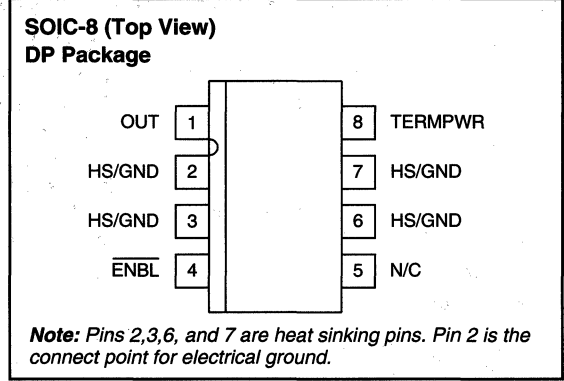 SOIC-8 (Top View)
DP Package
OUT 1 8 TERMPWR
HS/GND 2 7 HS/GND
HS/GND 3 6 HS/GND
E̅N̅B̅L̅ 4 5 N/C
Note: Pins 2,3,6, and 7 are heat sinking pins. Pin 2 is the
connect point for electrical ground.